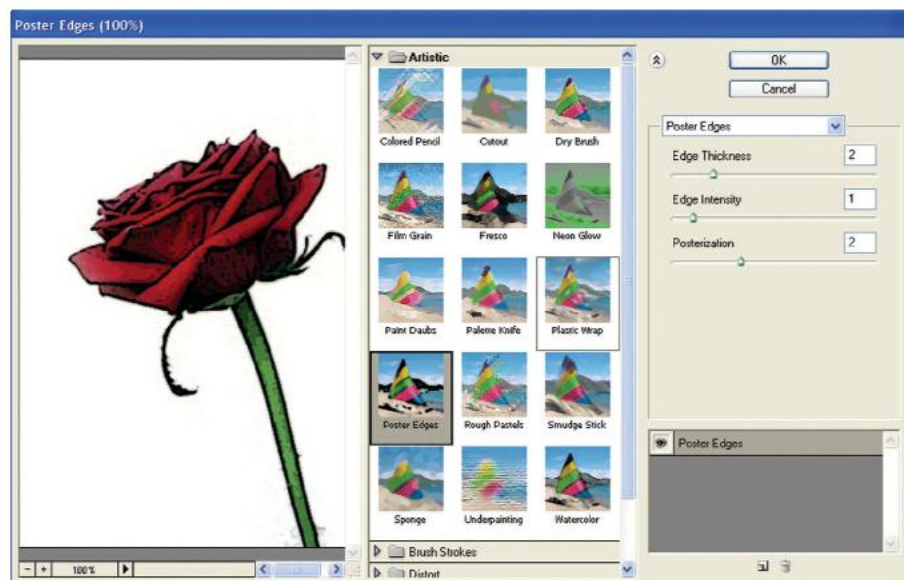 Poster Edges (100%)
Artistic
Colored Pencil
Cutout
Dry Brush
Film Grain
Fresco
Neon Glow
Paint Daubs
Palette Knife
Plastic Wrap
Poster Edges
Rough Pastels
Smudge Stick
Sponge
Underpainting
Watercolor
Brush Strokes
Distort
- + 100%
OK
Cancel
Poster Edges
Edge Thickness 2
Edge Intensity 1
Posterization 2
Poster Edges